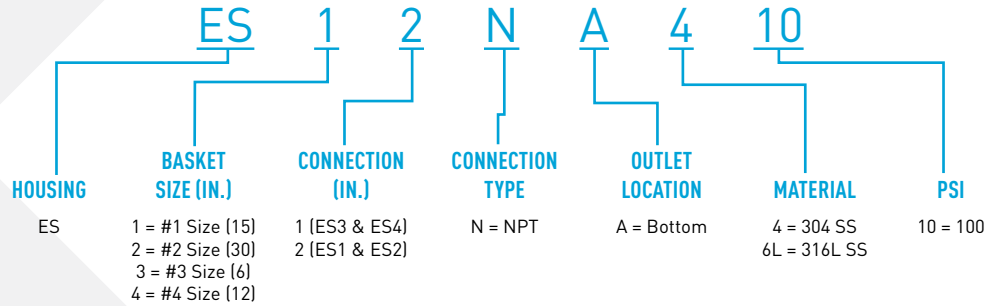 ES 1 2 N A 4 10
HOUSING
ES
BASKET
SIZE (IN.)
1 = #1 Size (15)
2 = #2 Size (30)
3 = #3 Size (6)
4 = #4 Size (12)
CONNECTION
(IN.)
1 (ES3 & ES4)
2 (ES1 & ES2)
CONNECTION
TYPE
N = NPT
OUTLET
LOCATION
A = Bottom
MATERIAL
4 = 304 SS
6L = 316L SS
PSI
10 = 100